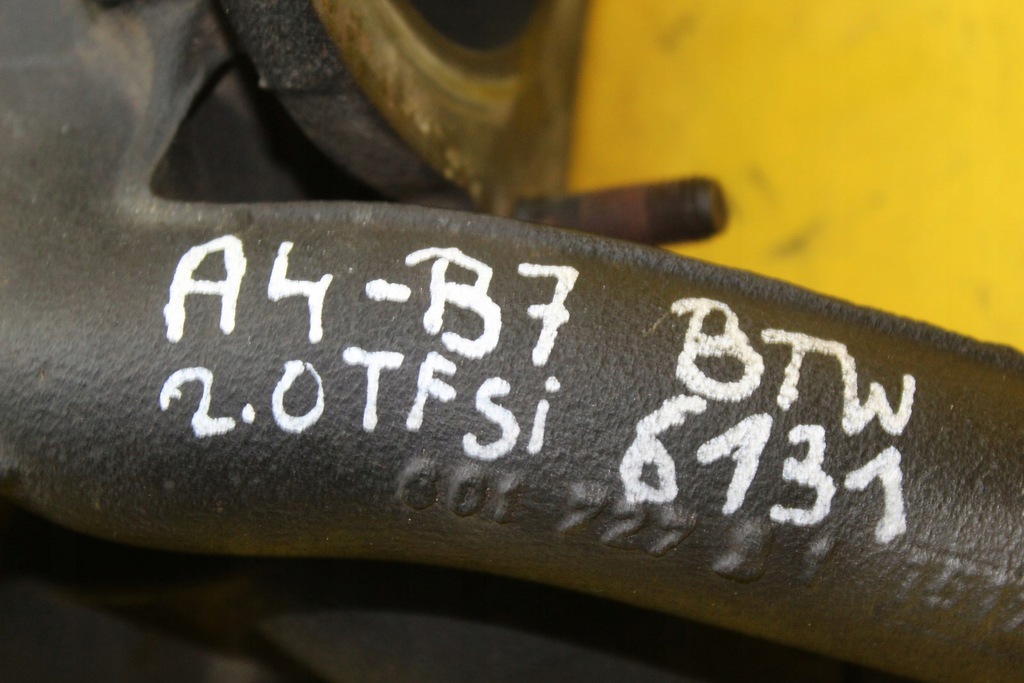 A4-B7 BTW
2.0TFSi 6131